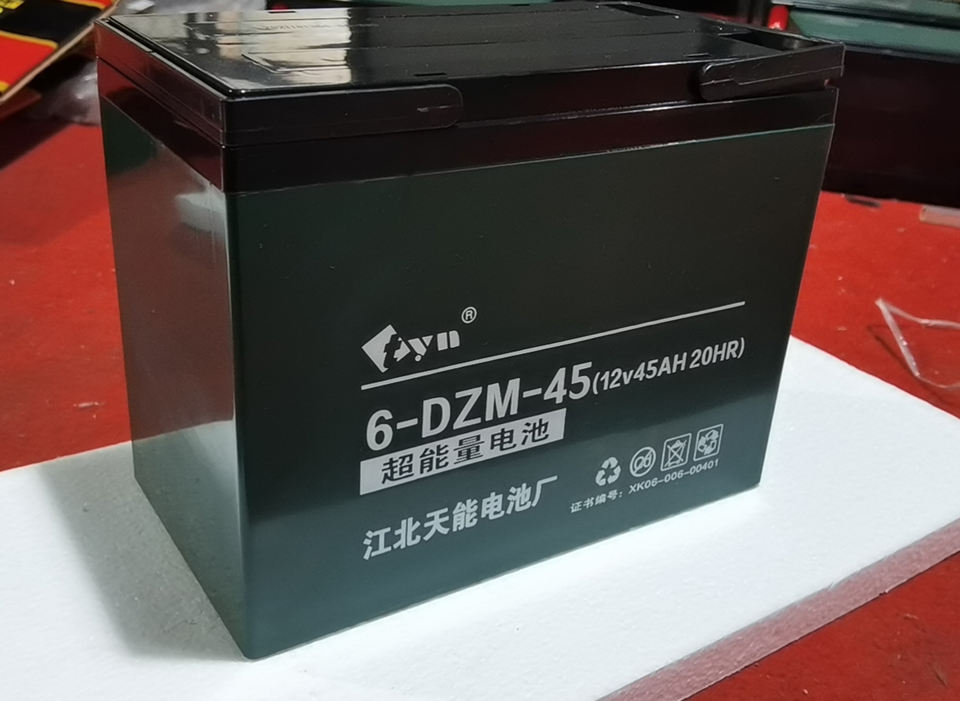 tyn®
6-DZM-45(12v45AH 20HR)
超能量电池
江北天能电池厂
证书编号：XK06-006-00401